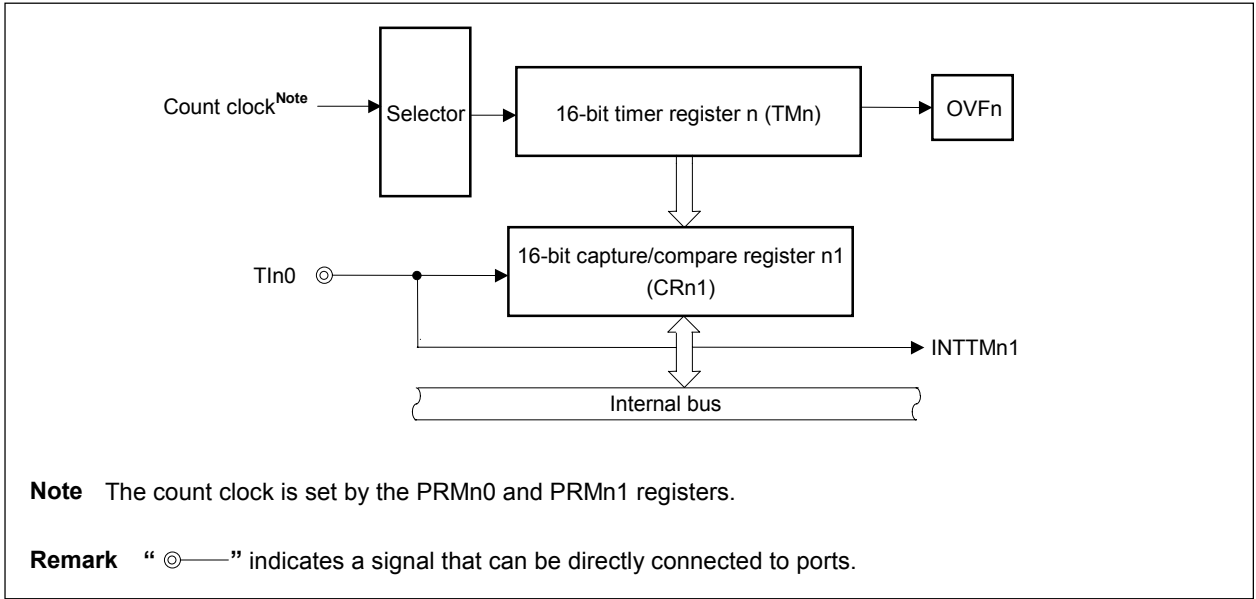 Count clock^Note
Selector
16-bit timer register n (TMn)
OVFn
16-bit capture/compare register n1
(CRn1)
TIn0
INTTMn1
Internal bus
Note The count clock is set by the PRMn0 and PRMn1 registers.
Remark “ ◎—— ” indicates a signal that can be directly connected to ports.